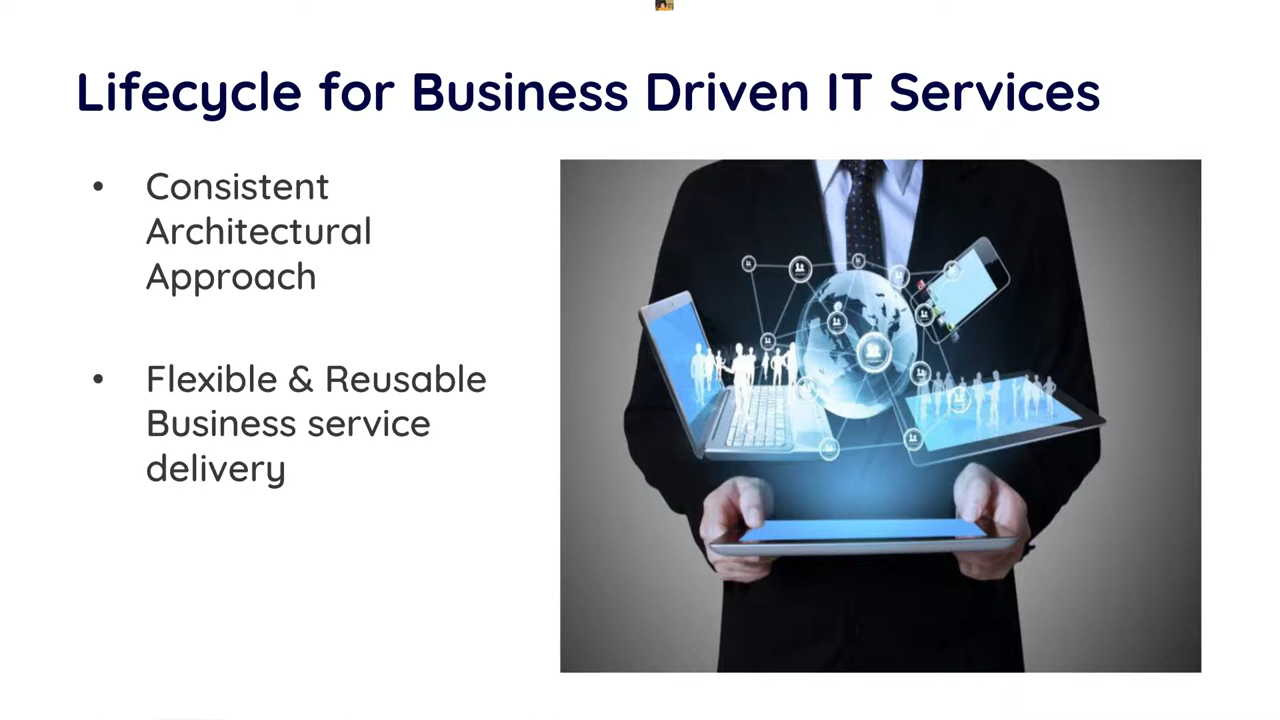 Lifecycle for Business Driven IT Services
• Consistent
Architectural
Approach
• Flexible & Reusable
Business service
delivery